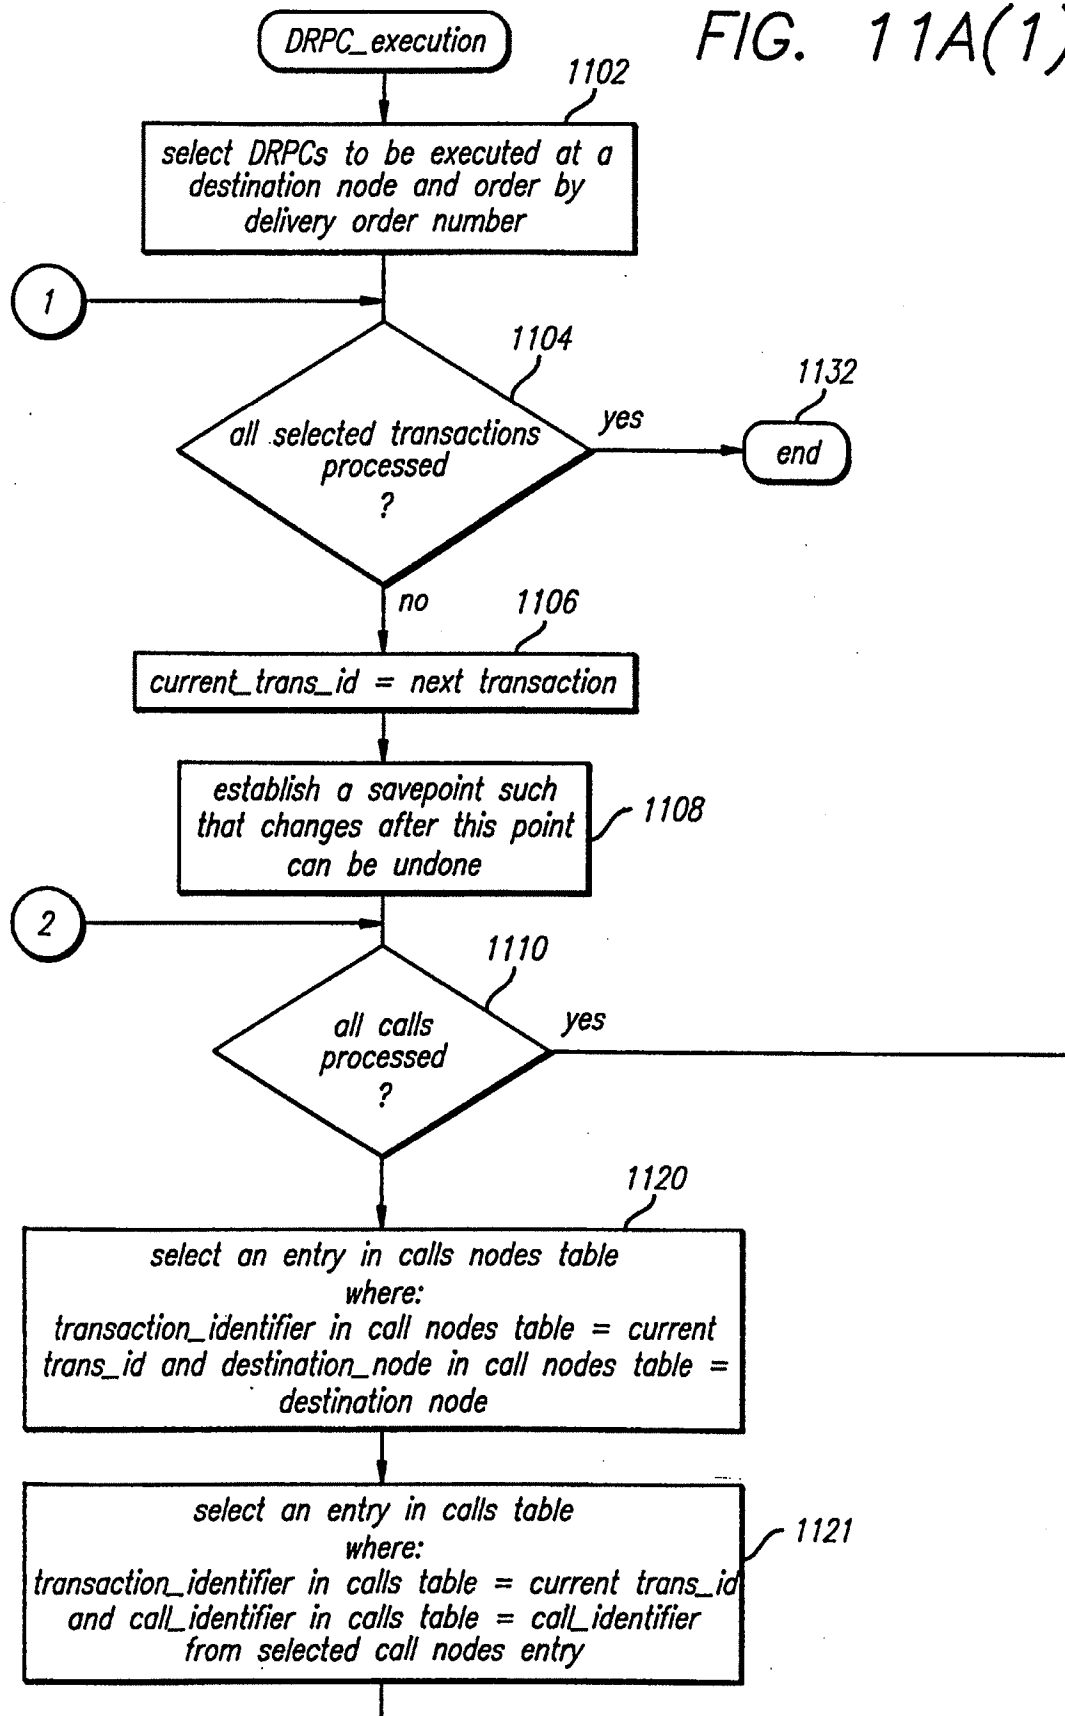 FIG. 11A(1)
DRPC_execution
1102
select DRPCs to be executed at a
destination node and order by
delivery order number
1
1104
all selected transactions
processed
?
yes
1132
end
no
1106
current_trans_id = next transaction
establish a savepoint such
that changes after this point
can be undone
1108
2
1110
all calls
processed
?
yes
1120
select an entry in calls nodes table
where:
transaction_identifier in call nodes table = current
trans_id and destination_node in call nodes table =
destination node
select an entry in calls table
where:
transaction_identifier in calls table = current trans_id
and call_identifier in calls table = call_identifier
from selected call nodes entry
1121